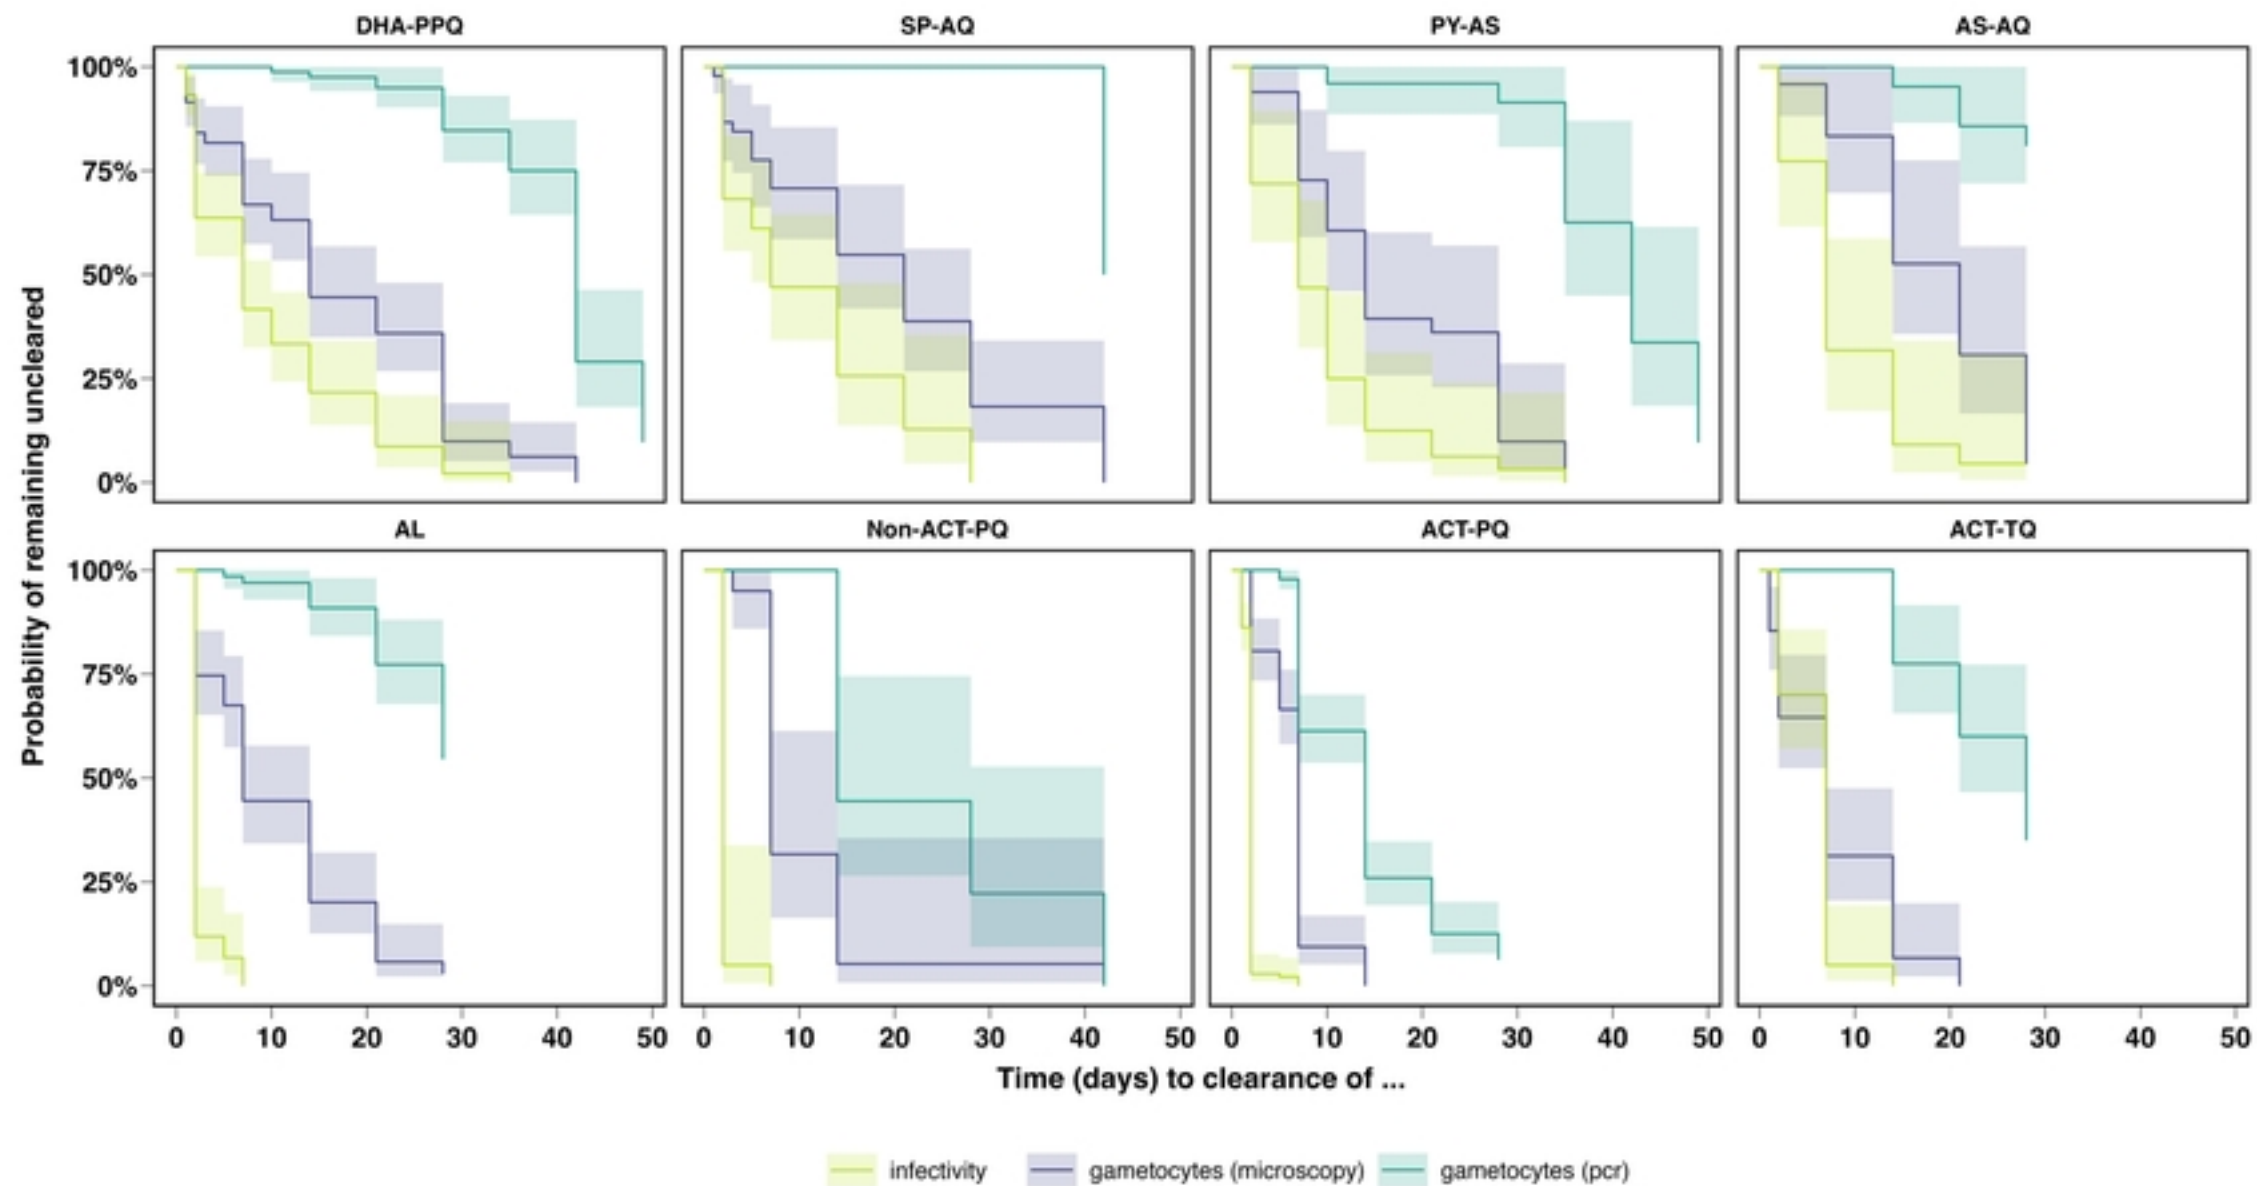 DHA-PPQ SP-AQ PY-AS AS-AQ
100%
75%
50%
25%
0%
AL Non-ACT-PQ ACT-PQ ACT-TQ
100%
75%
50%
25%
0%
Probability of remaining uncleared
0 10 20 30 40 50 0 10 20 30 40 50 0 10 20 30 40 50 0 10 20 30 40 50
Time (days) to clearance of ...
infectivity gametocytes (microscopy) gametocytes (pcr)